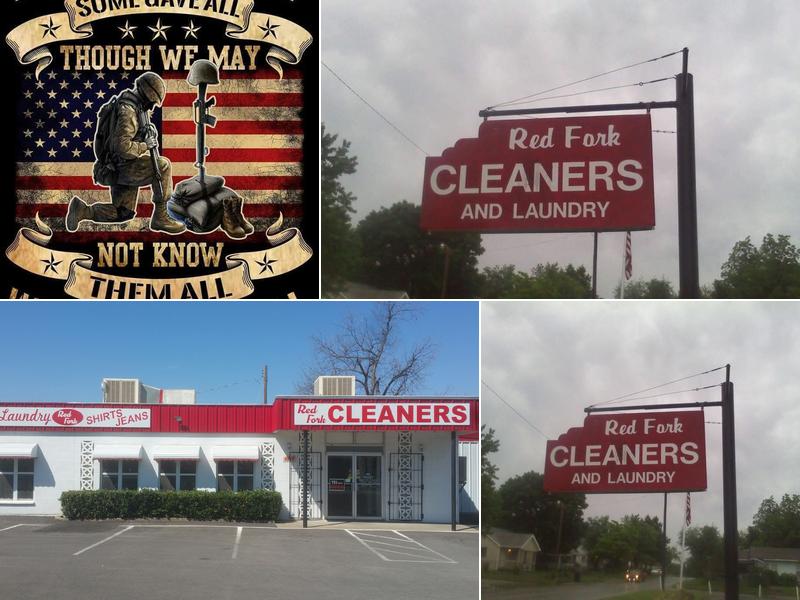 SOME GAVE ALL
THOUGH WE MAY
NOT KNOW
THEM ALL
Red Fork
CLEANERS
AND LAUNDRY
Laundry Red Fork SHIRTS JEANS
Red Fork CLEANERS
Red Fork
CLEANERS
AND LAUNDRY